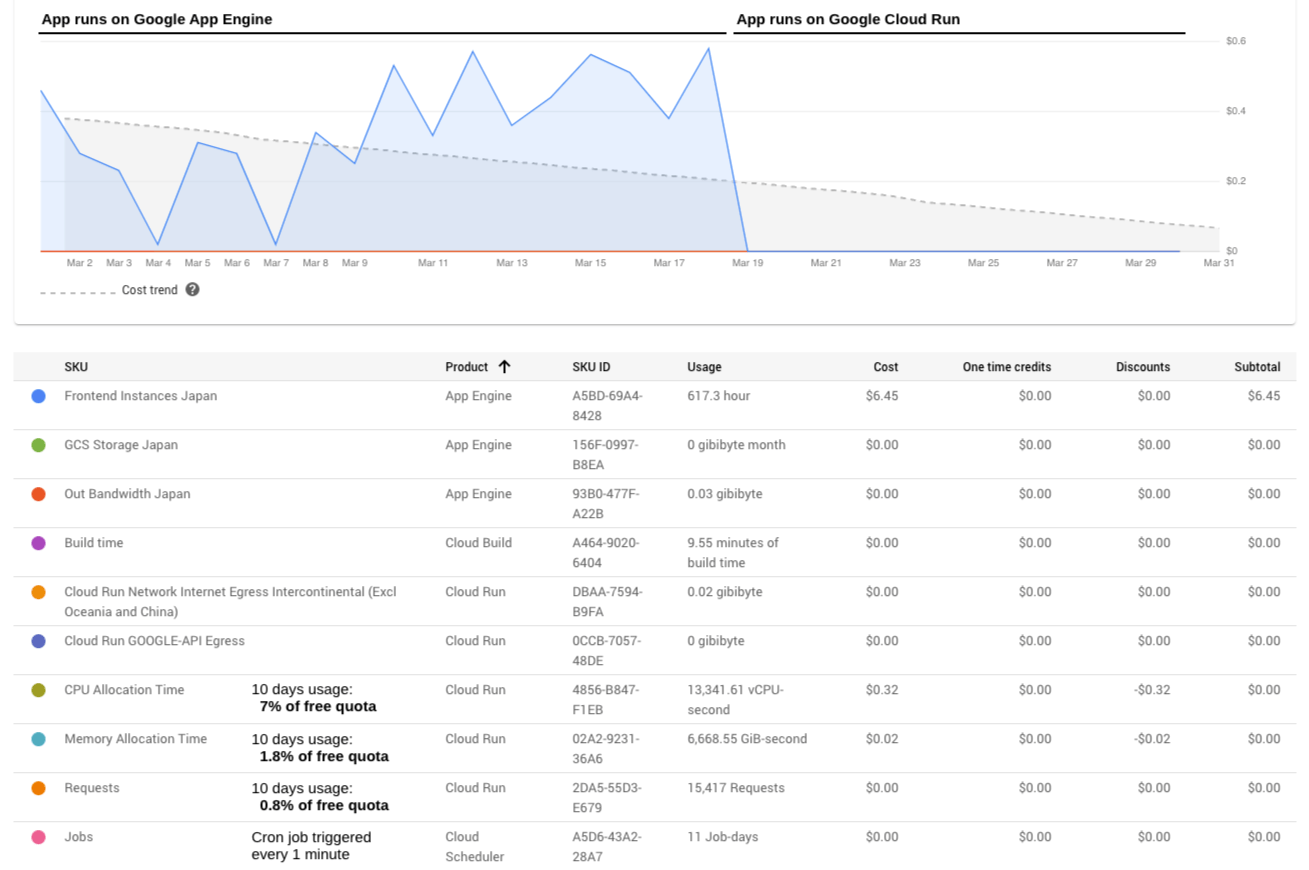 App runs on Google App Engine
App runs on Google Cloud Run
$0.6
$0.4
$0.2
$0
Mar 2 Mar 3 Mar 4 Mar 5 Mar 6 Mar 7 Mar 8 Mar 9 Mar 11 Mar 13 Mar 15 Mar 17 Mar 19 Mar 21 Mar 23 Mar 25 Mar 27 Mar 29 Mar 31
Cost trend ?
SKU Product SKU ID Usage Cost One time credits Discounts Subtotal
Frontend Instances Japan App Engine A5BD-69A4- 617.3 hour $6.45 $0.00 $0.00 $6.45
8428
GCS Storage Japan App Engine 156F-0997- 0 gibibyte month $0.00 $0.00 $0.00 $0.00
B8EA
Out Bandwidth Japan App Engine 93B0-477F- 0.03 gibibyte $0.00 $0.00 $0.00 $0.00
A22B
Build time Cloud Build A464-9020- 9.55 minutes of $0.00 $0.00 $0.00 $0.00
6404 build time
Cloud Run Network Internet Egress Intercontinental (Excl Cloud Run DBAA-7594- 0.02 gibibyte $0.00 $0.00 $0.00 $0.00
Oceania and China) B9FA
Cloud Run GOOGLE-API Egress Cloud Run 0CCB-7057- 0 gibibyte $0.00 $0.00 $0.00 $0.00
48DE
CPU Allocation Time 10 days usage: Cloud Run 4856-B847- 13,341.61 vCPU- $0.32 $0.00 -$0.32 $0.00
7% of free quota F1EB second
Memory Allocation Time 10 days usage: Cloud Run 02A2-9231- 6,668.55 GiB-second $0.02 $0.00 -$0.02 $0.00
1.8% of free quota 36A6
Requests 10 days usage: Cloud Run 2DA5-55D3- 15,417 Requests $0.00 $0.00 $0.00 $0.00
0.8% of free quota E679
Jobs Cron job triggered Cloud A5D6-43A2- 11 Job-days $0.00 $0.00 $0.00 $0.00
every 1 minute Scheduler 28A7